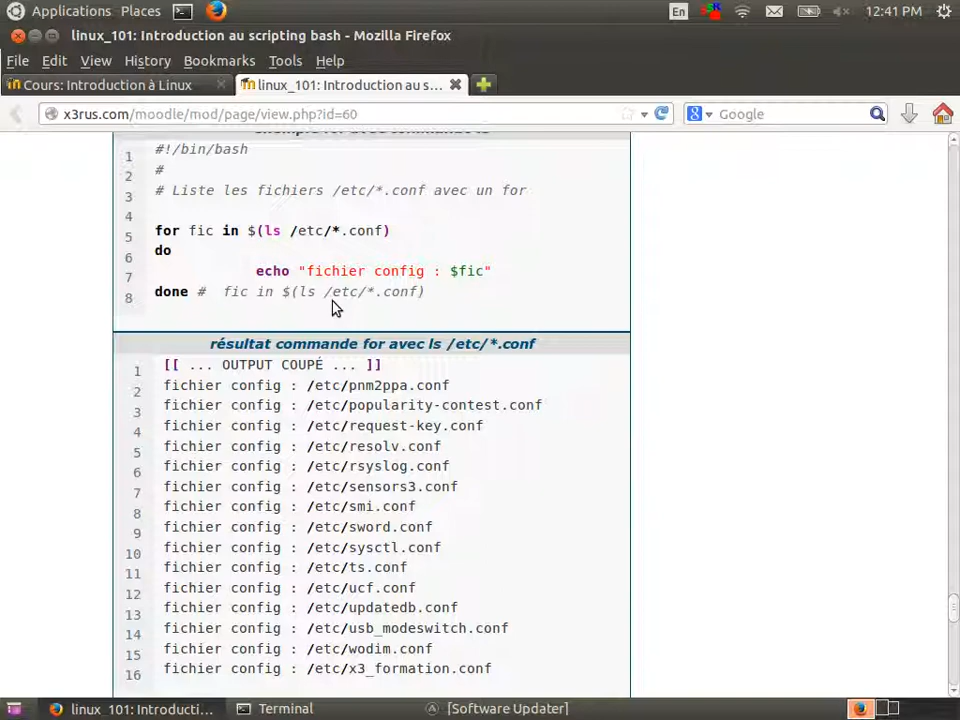 Applications Places En 12:41 PM
linux_101: Introduction au scripting bash - Mozilla Firefox
File Edit View History Bookmarks Tools Help
Cours: Introduction à Linux linux_101: Introduction au s...
x3rus.com/moodle/mod/page/view.php?id=60 Google
1 #!/bin/bash
2 #
3 # Liste les fichiers /etc/*.conf avec un for
4
5 for fic in $(ls /etc/*.conf)
6 do
7 echo "fichier config : $fic"
8 done # fic in $(ls /etc/*.conf)
résultat commande for avec ls /etc/*.conf
1 [[ ... OUTPUT COUPÉ ... ]]
2 fichier config : /etc/pnm2ppa.conf
3 fichier config : /etc/popularity-contest.conf
4 fichier config : /etc/request-key.conf
5 fichier config : /etc/resolv.conf
6 fichier config : /etc/rsyslog.conf
7 fichier config : /etc/sensors3.conf
8 fichier config : /etc/smi.conf
9 fichier config : /etc/sword.conf
10 fichier config : /etc/sysctl.conf
11 fichier config : /etc/ts.conf
12 fichier config : /etc/ucf.conf
13 fichier config : /etc/updatedb.conf
14 fichier config : /etc/usb_modeswitch.conf
15 fichier config : /etc/wodim.conf
16 fichier config : /etc/x3_formation.conf
linux_101: Introducti... Terminal [Software Updater]